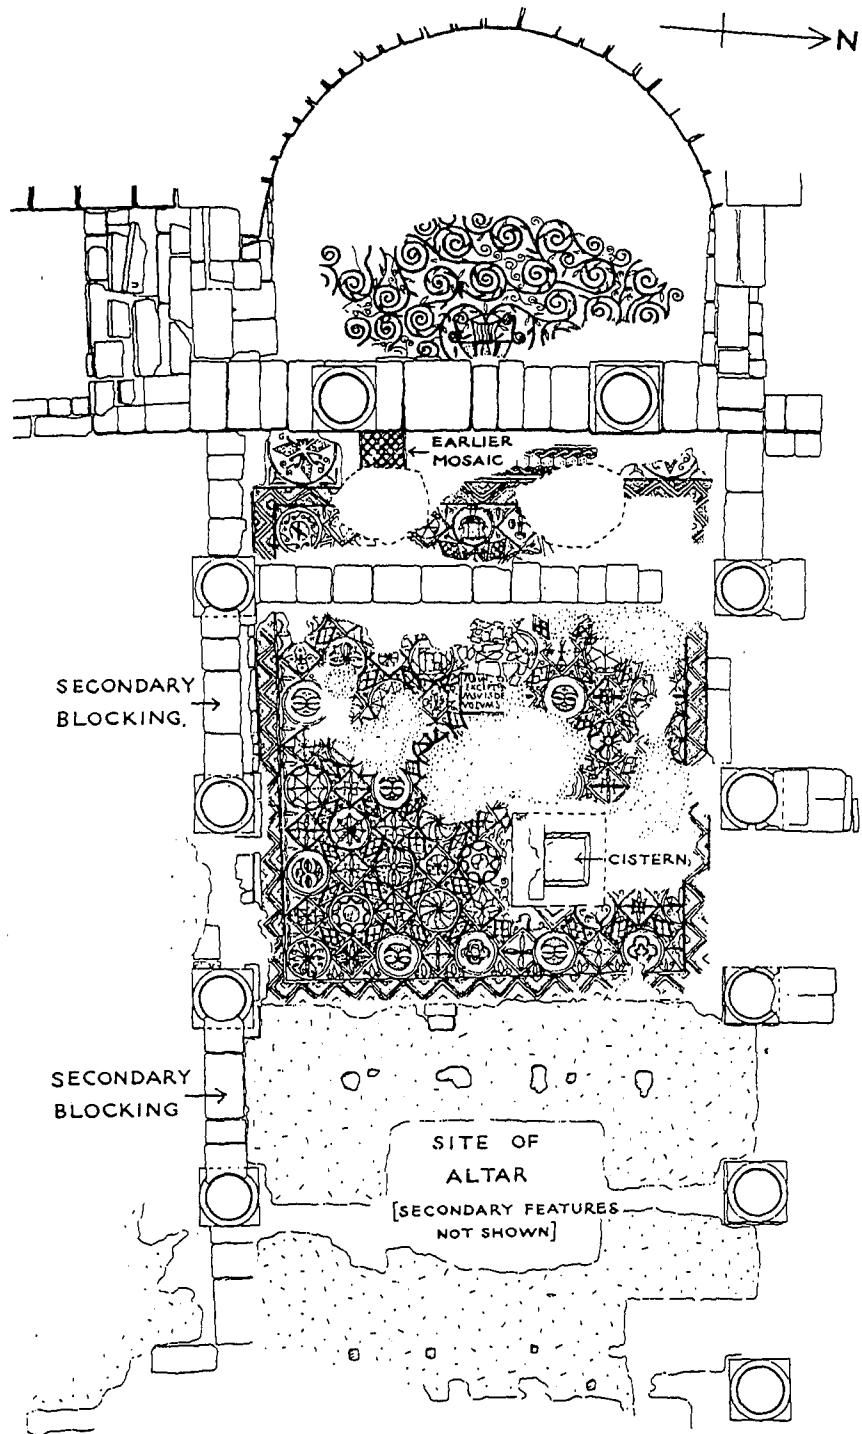 N
EARLIER
MOSAIC
SECONDARY
BLOCKING
CISTERN
SECONDARY
BLOCKING
SITE OF
ALTAR
[SECONDARY FEATURES
NOT SHOWN]